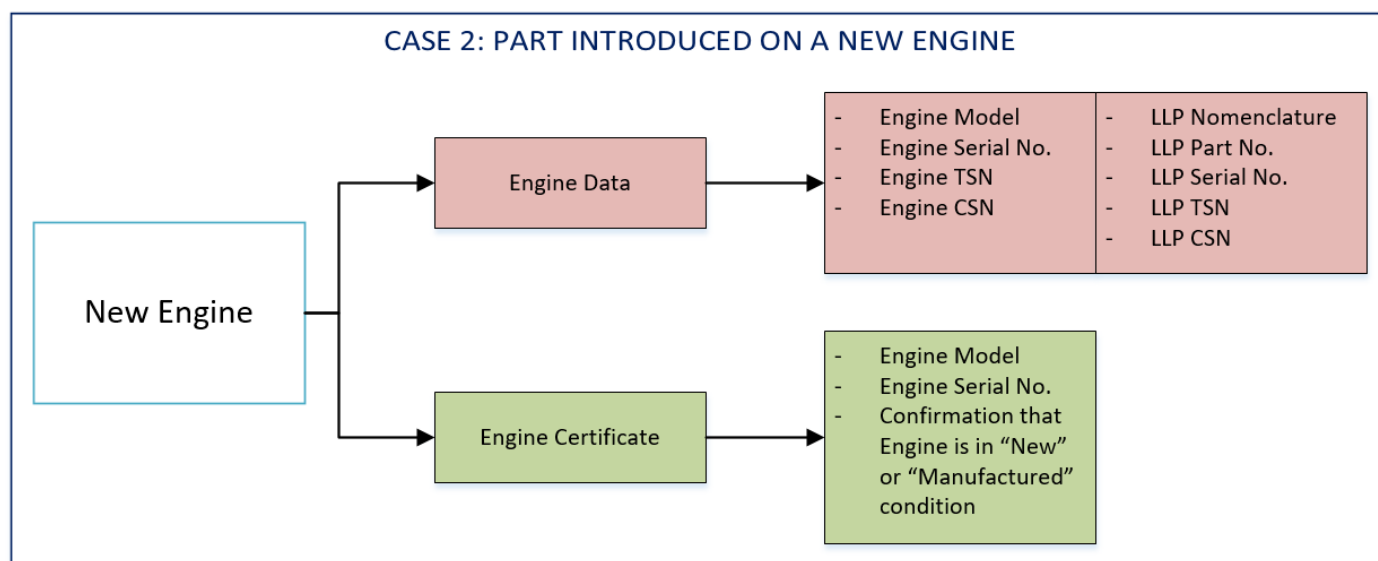 CASE 2: PART INTRODUCED ON A NEW ENGINE
New Engine
Engine Data
- Engine Model
- Engine Serial No.
- Engine TSN
- Engine CSN
- LLP Nomenclature
- LLP Part No.
- LLP Serial No.
- LLP TSN
- LLP CSN
Engine Certificate
- Engine Model
- Engine Serial No.
- Confirmation that
Engine is in “New”
or “Manufactured”
condition